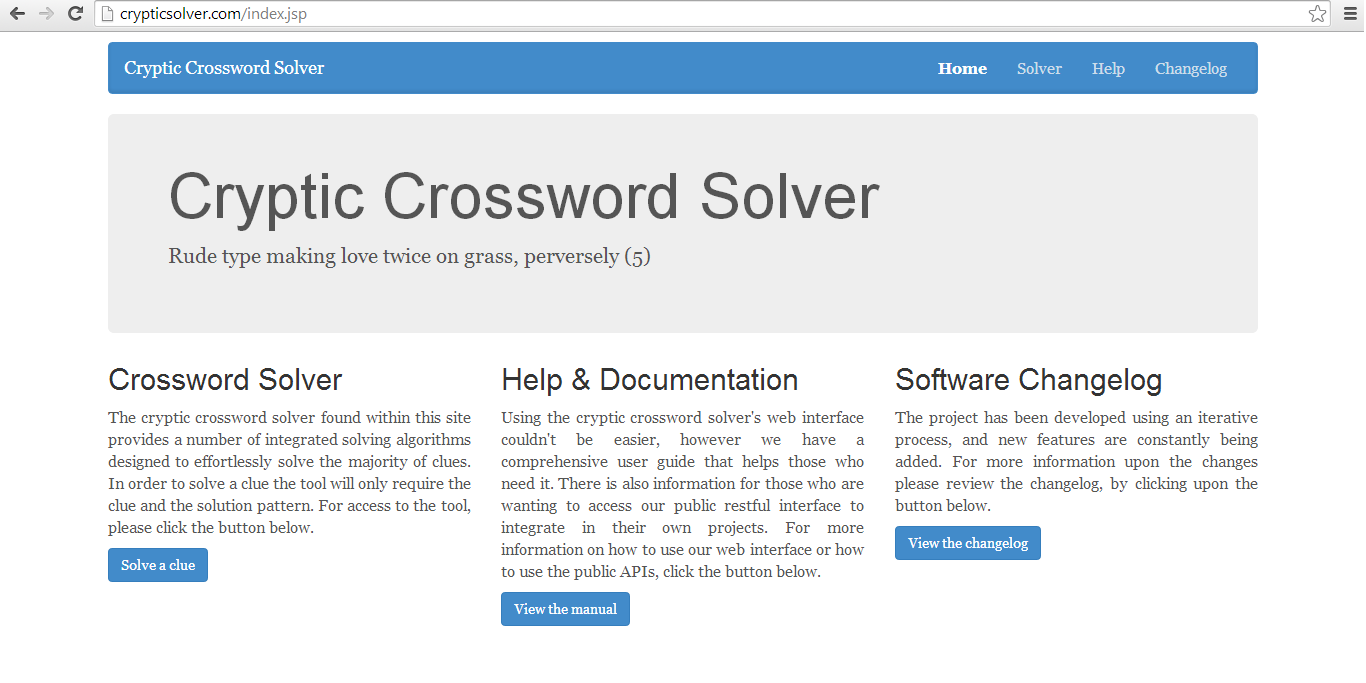 crypticsolver.com/index.jsp
Cryptic Crossword Solver
Home Solver Help Changelog
Cryptic Crossword Solver
Rude type making love twice on grass, perversely (5)
Crossword Solver
The cryptic crossword solver found within this site
provides a number of integrated solving algorithms
designed to effortlessly solve the majority of clues.
In order to solve a clue the tool will only require the
clue and the solution pattern. For access to the tool,
please click the button below.
Solve a clue
Help & Documentation
Using the cryptic crossword solver's web interface
couldn't be easier, however we have a
comprehensive user guide that helps those who
need it. There is also information for those who are
wanting to access our public restful interface to
integrate in their own projects. For more
information on how to use our web interface or how
to use the public APIs, click the button below.
View the manual
Software Changelog
The project has been developed using an iterative
process, and new features are constantly being
added. For more information upon the changes
please review the changelog, by clicking upon the
button below.
View the changelog